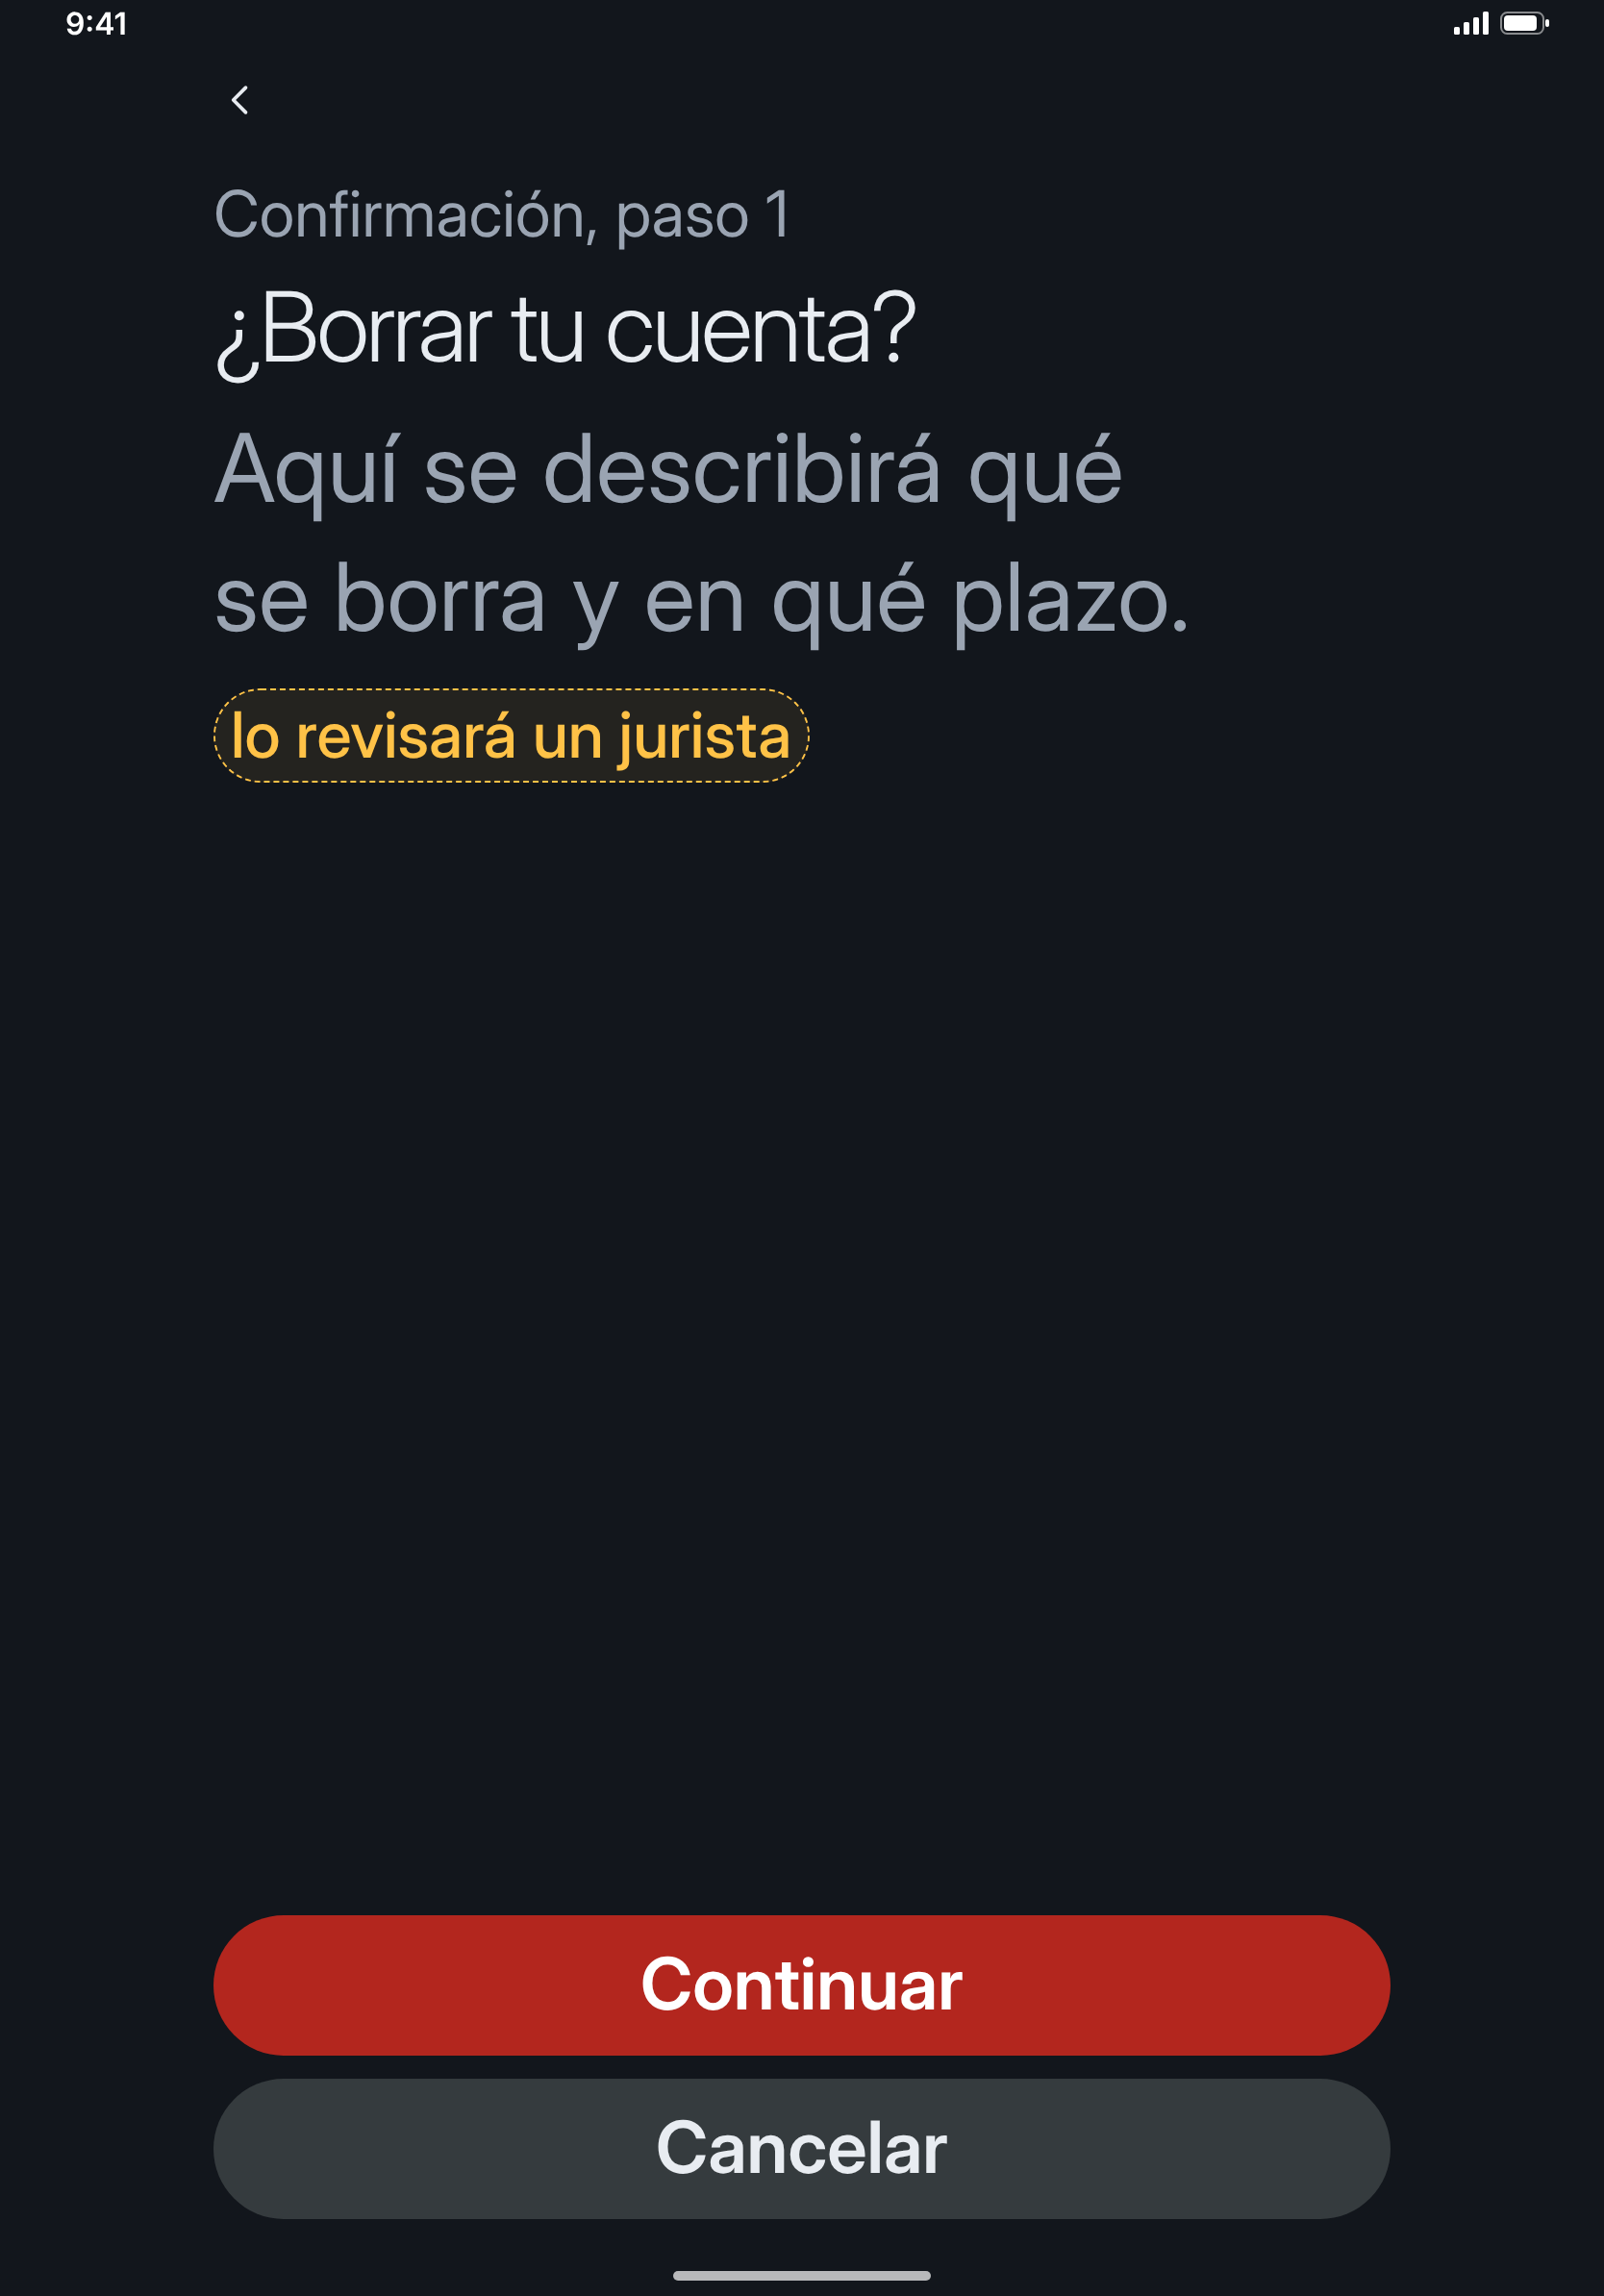 9:41
Confirmación, paso 1
¿Borrar tu cuenta?
Aquí se describirá qué
se borra y en qué plazo.
lo revisará un jurista
Continuar
Cancelar